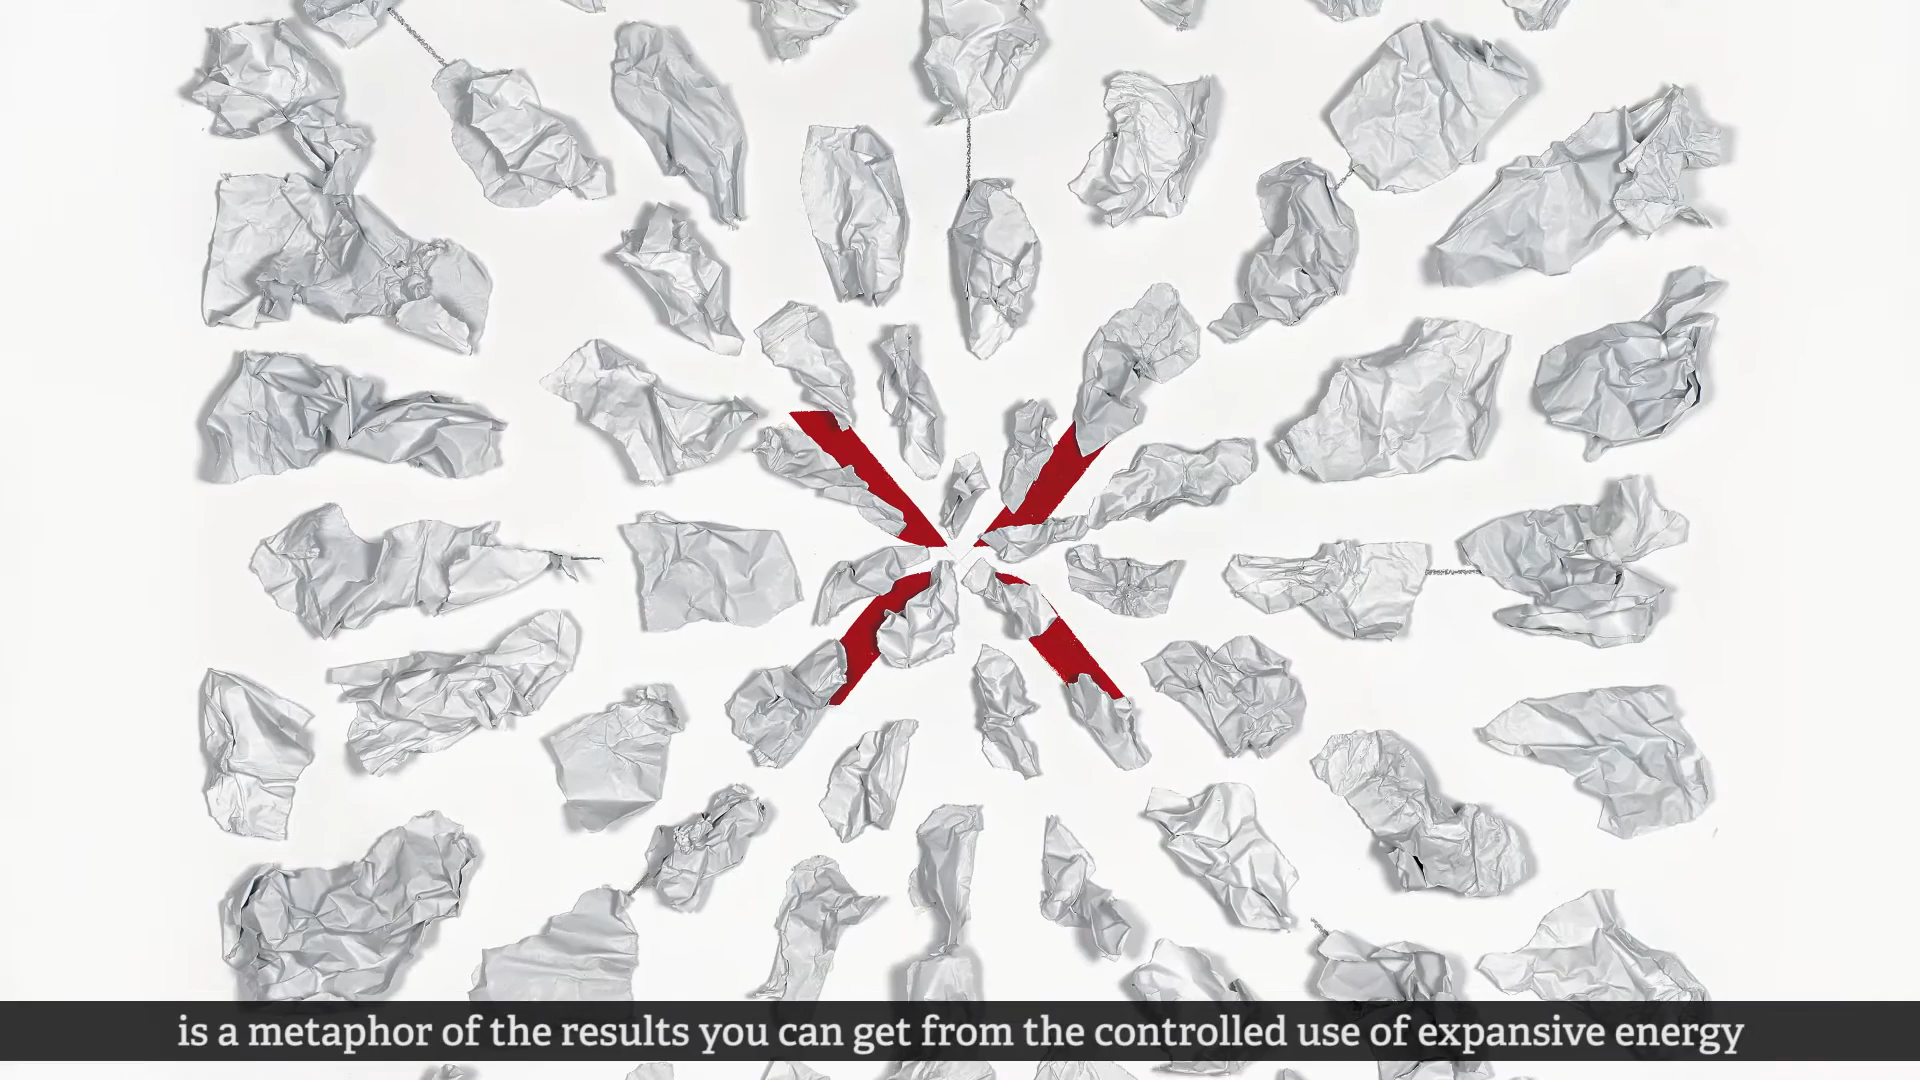 is a metaphor of the results you can get from the controlled use of expansive energy